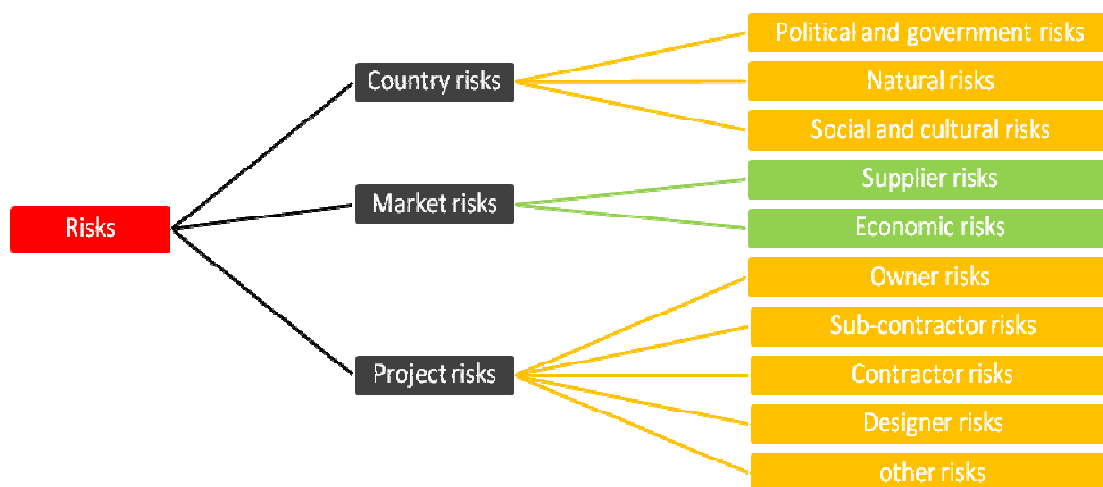 Risks
Country risks
Political and government risks
Natural risks
Social and cultural risks
Market risks
Supplier risks
Economic risks
Project risks
Owner risks
Sub-contractor risks
Contractor risks
Designer risks
other risks